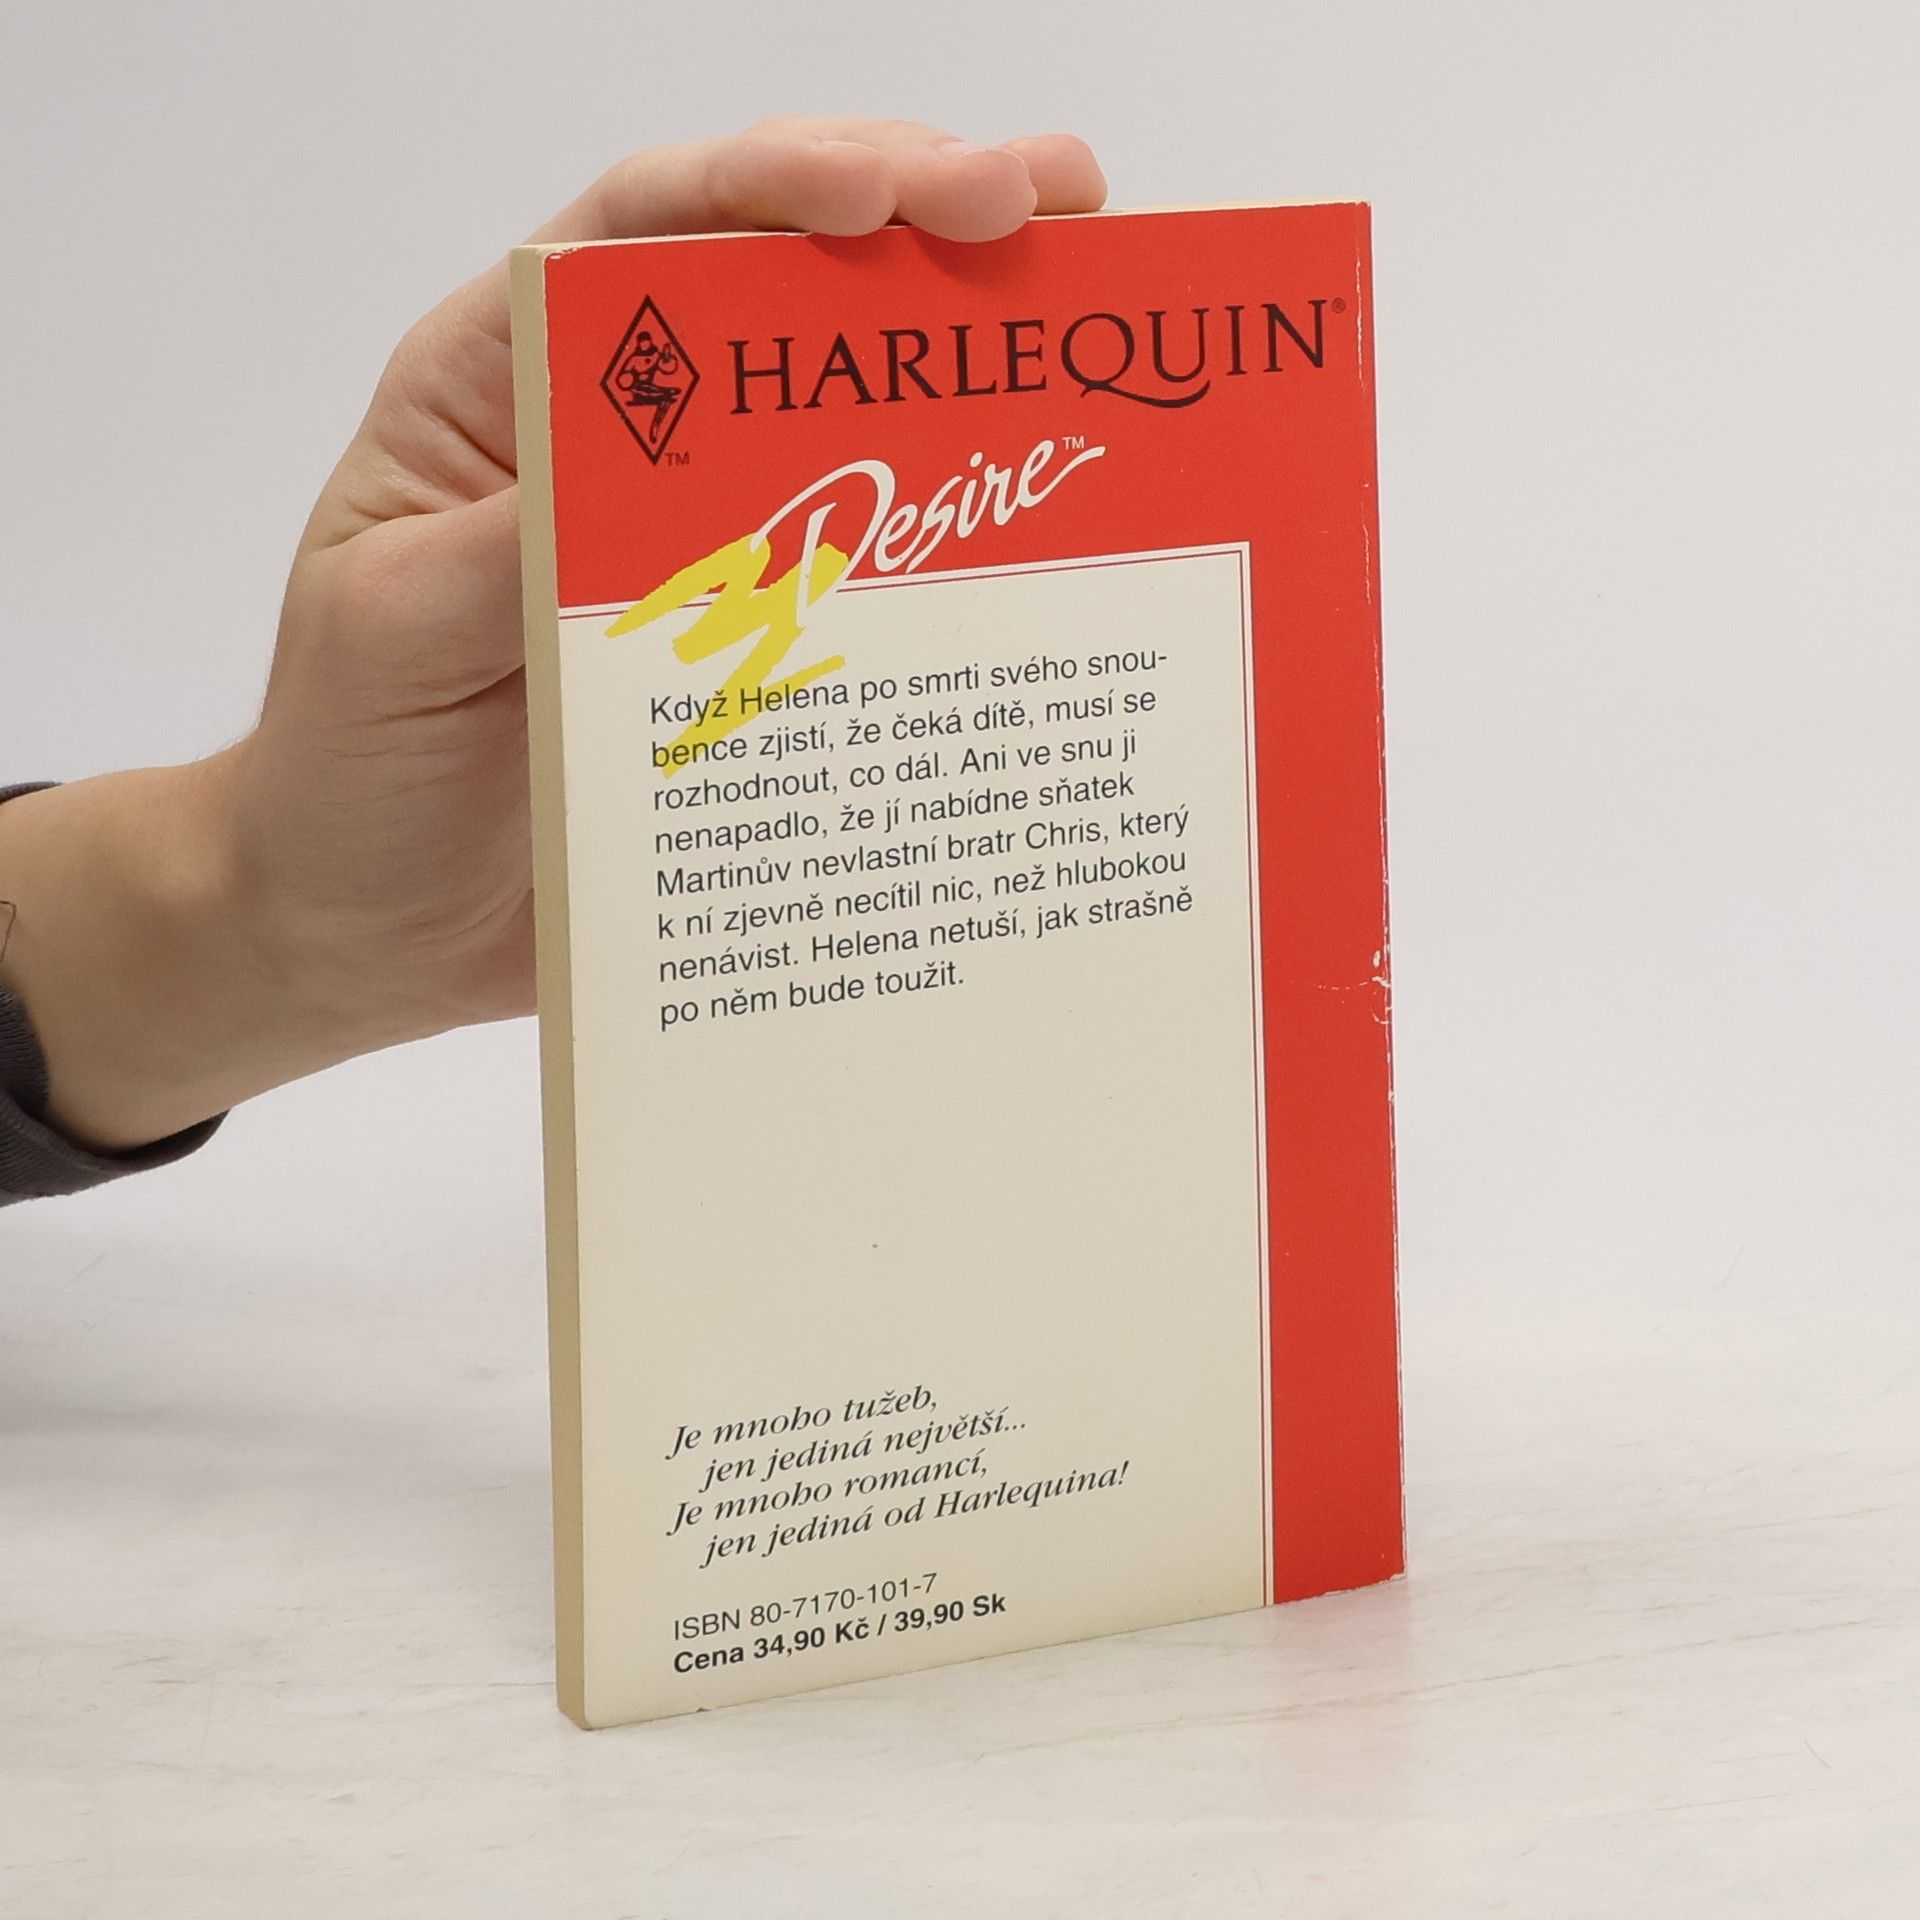 HARLEQUIN®
TM
Desire™
Když Helena po smrti svého snou-
bence zjistí, že čeká dítě, musí se
rozhodnout, co dál. Ani ve snu ji
nenapadlo, že jí nabídne sňatek
Martinův nevlastní bratr Chris, který
k ní zjevně necítil nic, než hlubokou
nenávist. Helena netuší, jak strašně
po něm bude toužit.
Je mnoho tužeb,
jen jediná největší...
Je mnoho romancí,
jen jediná od Harlequina!
ISBN 80-7170-101-7
Cena 34,90 Kč / 39,90 Sk